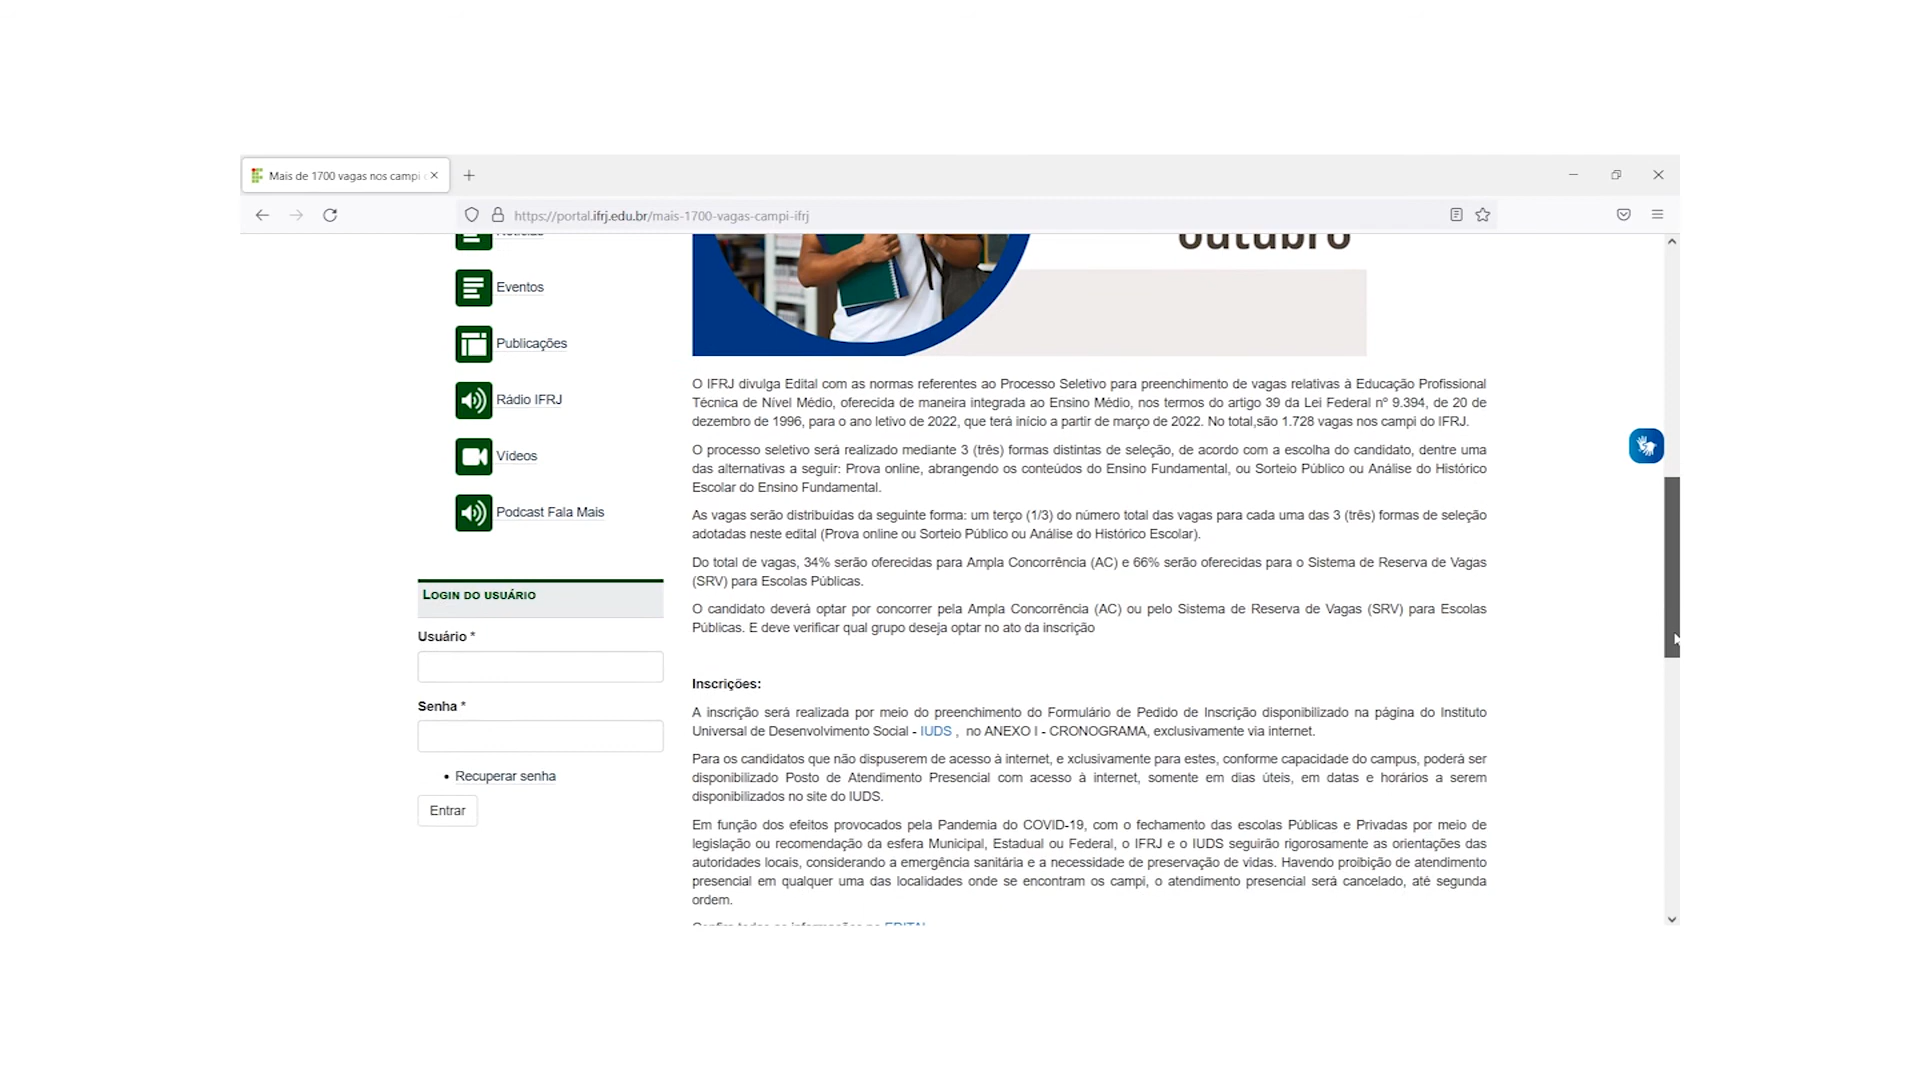 Mais de 1700 vagas nos campi
https://portal.ifrj.edu.br/mais-1700-vagas-campi-ifrj
Notícias
Eventos
Publicações
Rádio IFRJ
Vídeos
Podcast Fala Mais
LOGIN DO USUÁRIO
Usuário *
Senha *
Recuperar senha
Entrar
outubro
O IFRJ divulga Edital com as normas referentes ao Processo Seletivo para preenchimento de vagas relativas à Educação Profissional
Técnica de Nível Médio, oferecida de maneira integrada ao Ensino Médio, nos termos do artigo 39 da Lei Federal nº 9.394, de 20 de
dezembro de 1996, para o ano letivo de 2022, que terá início a partir de março de 2022. No total,são 1.728 vagas nos campi do IFRJ.
O processo seletivo será realizado mediante 3 (três) formas distintas de seleção, de acordo com a escolha do candidato, dentre uma
das alternativas a seguir: Prova online, abrangendo os conteúdos do Ensino Fundamental, ou Sorteio Público ou Análise do Histórico
Escolar do Ensino Fundamental.
As vagas serão distribuídas da seguinte forma: um terço (1/3) do número total das vagas para cada uma das 3 (três) formas de seleção
adotadas neste edital (Prova online ou Sorteio Público ou Análise do Histórico Escolar).
Do total de vagas, 34% serão oferecidas para Ampla Concorrência (AC) e 66% serão oferecidas para o Sistema de Reserva de Vagas
(SRV) para Escolas Públicas.
O candidato deverá optar por concorrer pela Ampla Concorrência (AC) ou pelo Sistema de Reserva de Vagas (SRV) para Escolas
Públicas. E deve verificar qual grupo deseja optar no ato da inscrição
Inscrições:
A inscrição será realizada por meio do preenchimento do Formulário de Pedido de Inscrição disponibilizado na página do Instituto
Universal de Desenvolvimento Social - IUDS , no ANEXO I - CRONOGRAMA, exclusivamente via internet.
Para os candidatos que não dispuserem de acesso à internet, e xclusivamente para estes, conforme capacidade do campus, poderá ser
disponibilizado Posto de Atendimento Presencial com acesso à internet, somente em dias úteis, em datas e horários a serem
disponibilizados no site do IUDS.
Em função dos efeitos provocados pela Pandemia do COVID-19, com o fechamento das escolas Públicas e Privadas por meio de
legislação ou recomendação da esfera Municipal, Estadual ou Federal, o IFRJ e o IUDS seguirão rigorosamente as orientações das
autoridades locais, considerando a emergência sanitária e a necessidade de preservação de vidas. Havendo proibição de atendimento
presencial em qualquer uma das localidades onde se encontram os campi, o atendimento presencial será cancelado, até segunda
ordem.
Confira todas as informações no EDITAL